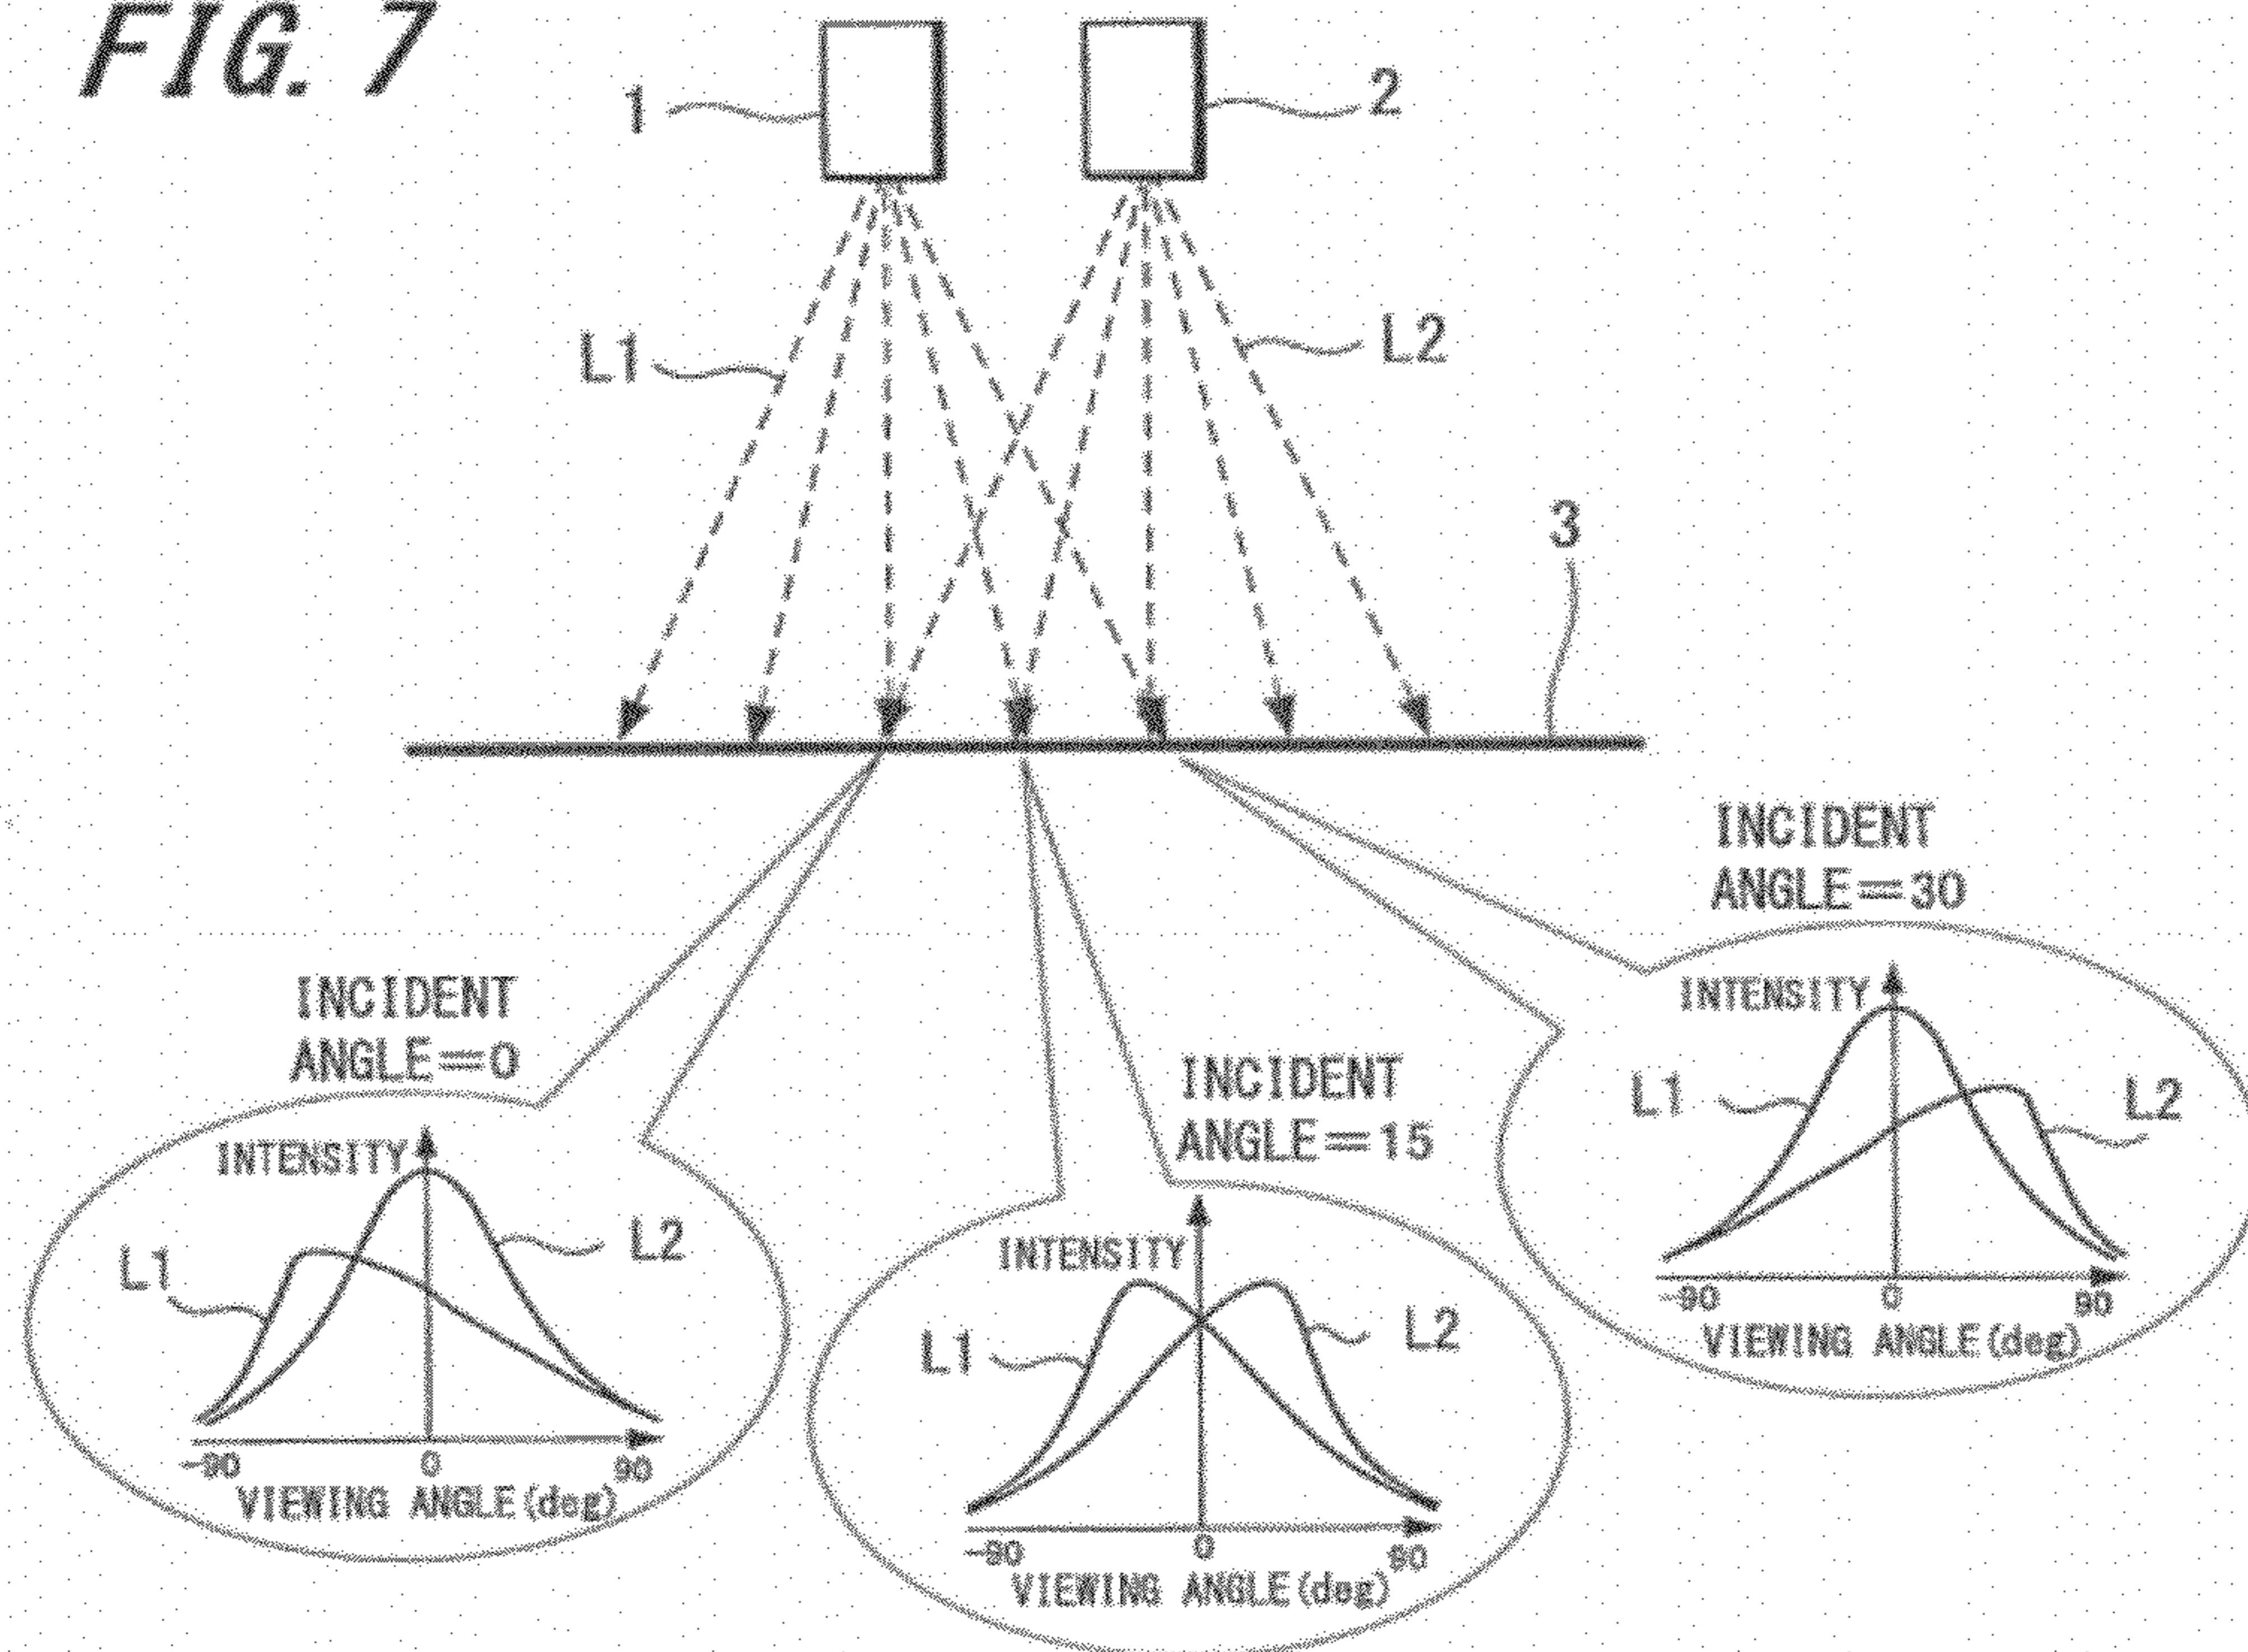 FIG. 7
1
2
L1
L2
3
INCIDENT
ANGLE=0
INTENSITY
L1
L2
-90
0
90
VIEWING ANGLE(deg)
INCIDENT
ANGLE=15
INTENSITY
L1
L2
-90
0
90
VIEWING ANGLE(deg)
INCIDENT
ANGLE=30
INTENSITY
L1
L2
-90
0
90
VIEWING ANGLE(deg)